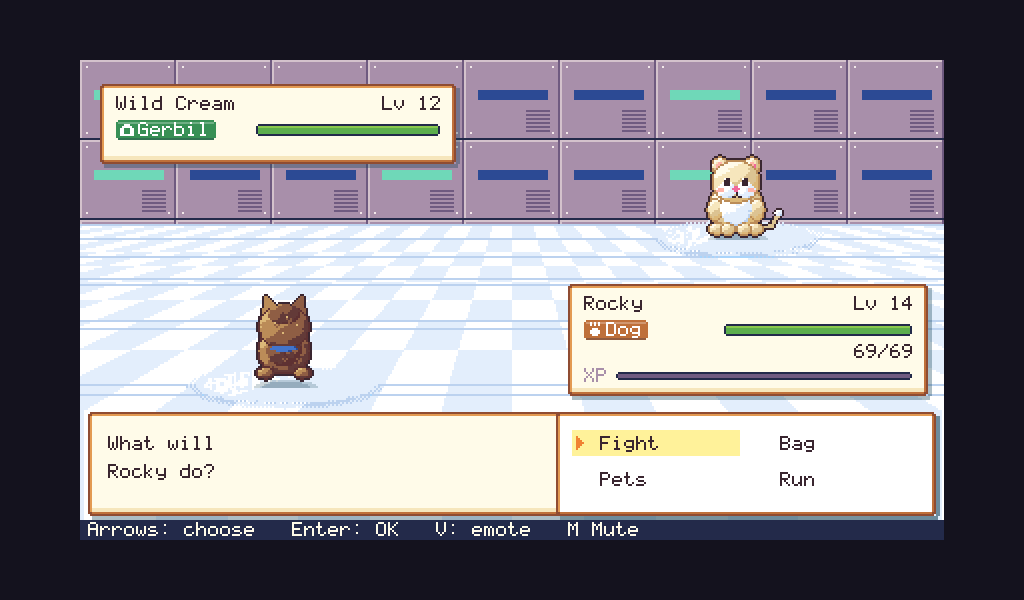 Wild Cream Lv 12
Gerbil
Rocky Lv 14
Dog
69/69
XP
What will
Rocky do?
Fight Bag
Pets Run
Arrows: choose Enter: OK V: emote M Mute